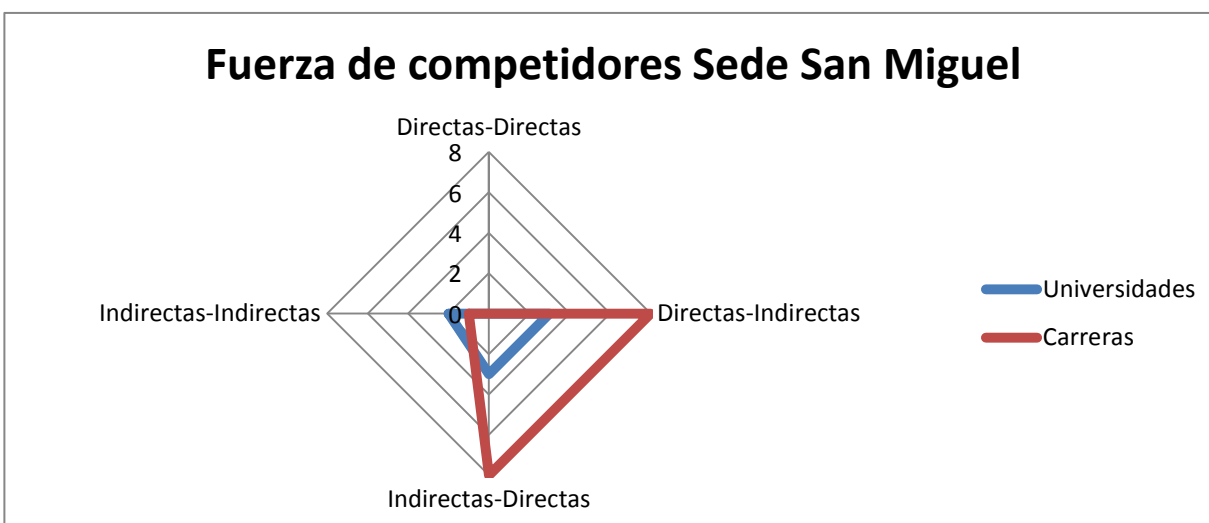 Fuerza de competidores Sede San Miguel
Directas-Directas
8
6
4
2
0
Indirectas-Indirectas
Directas-Indirectas
Indirectas-Directas
Universidades
Carreras